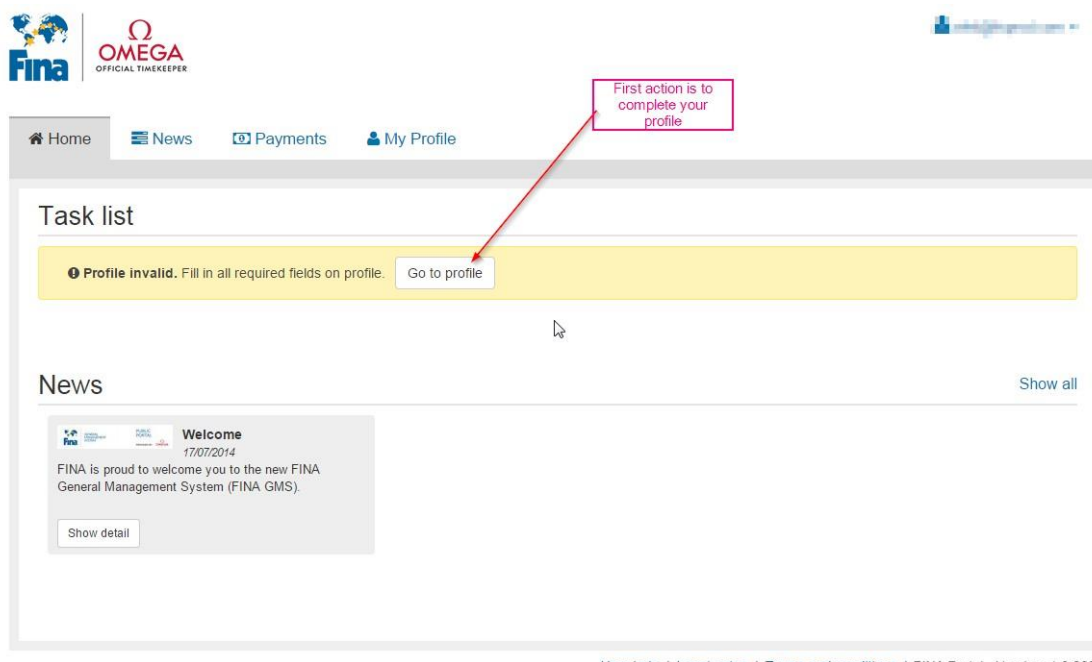 Fina
Ω
OMEGA
OFFICIAL TIMEKEEPER
First action is to
complete your
profile
Home
News
Payments
My Profile
Task list
Profile invalid. Fill in all required fields on profile.
Go to profile
News
Show all
Fina
PUBLIC
PORTAL
Welcome
17/07/2014
FINA is proud to welcome you to the new FINA
General Management System (FINA GMS).
Show detail